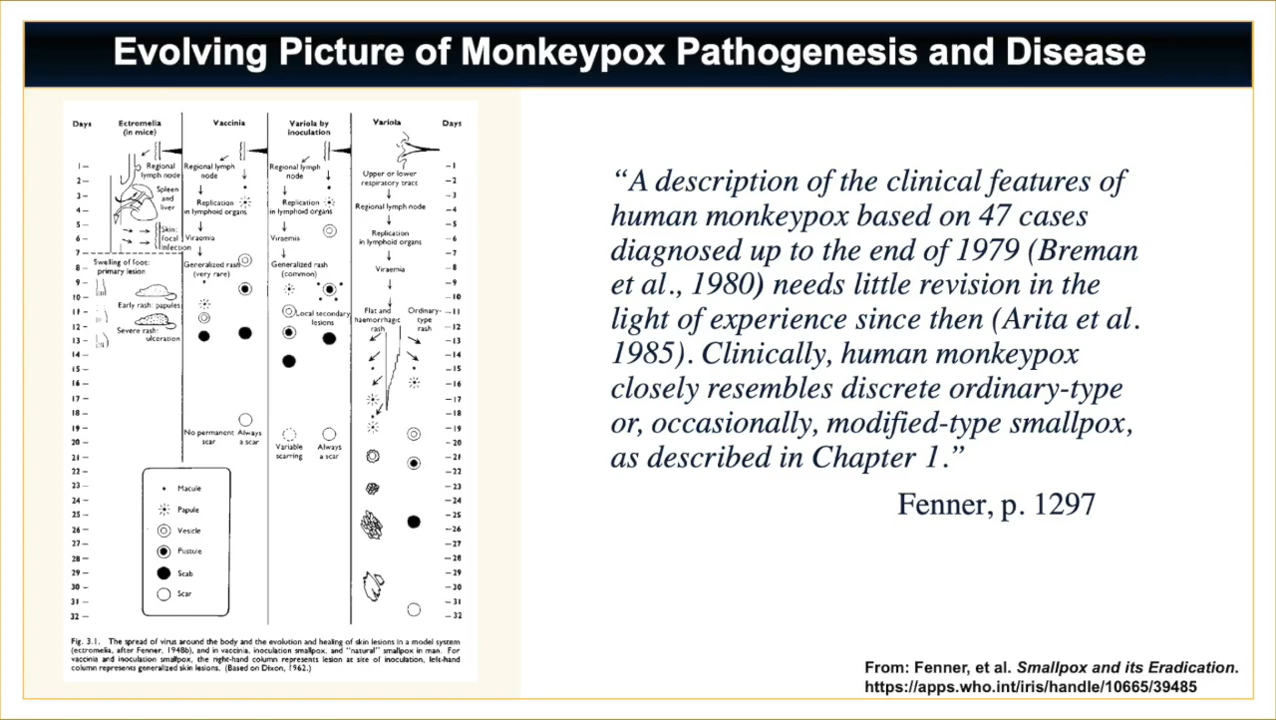 Evolving Picture of Monkeypox Pathogenesis and Disease
Days
Ectromelia
(in mice)
Vaccinia
Variola by
inoculation
Variola
Days
Regional
lymph node
Spleen
and
liver
Skin:
focal
infection
Swelling of foot:
primary lesion
Early rash: papules
Severe rash:
ulceration
Regional lymph
node
Replication
in lymphoid organs
Viraemia
Generalized rash
(very rare)
No permanent
scar
Always
a scar
Regional lymph
node
Replication
in lymphoid organs
Viraemia
Generalized rash
(common)
Local secondary
lesions
Variable
scarring
Always
a scar
Upper or lower
respiratory tract
Regional lymph node
Replication
in lymphoid organs
Viraemia
Flat and
haemorrhagic
rash
Ordinary-
type
rash
1
2
3
4
5
6
7
8
9
10
11
12
13
14
15
16
17
18
19
20
21
22
23
24
25
26
27
28
29
30
31
32
1
2
3
4
5
6
7
8
9
10
11
12
13
14
15
16
17
18
19
20
21
22
23
24
25
26
27
28
29
30
31
32
Macule
Papule
Vesicle
Pustule
Scab
Scar
Fig. 3.1. The spread of virus around the body and the evolution and healing of skin lesions in a model system
(ectromelia, after Fenner, 1948b), and in vaccinia, inoculation smallpox, and "natural" smallpox in man. For
vaccinia and inoculation smallpox, the right-hand column represents lesion at site of inoculation, left-hand
column represents generalized skin lesions. (Based on Dixon, 1962.)
“A description of the clinical features of
human monkeypox based on 47 cases
diagnosed up to the end of 1979 (Breman
et al., 1980) needs little revision in the
light of experience since then (Arita et al.
1985). Clinically, human monkeypox
closely resembles discrete ordinary-type
or, occasionally, modified-type smallpox,
as described in Chapter 1.”
Fenner, p. 1297
From: Fenner, et al. Smallpox and its Eradication.
https://apps.who.int/iris/handle/10665/39485